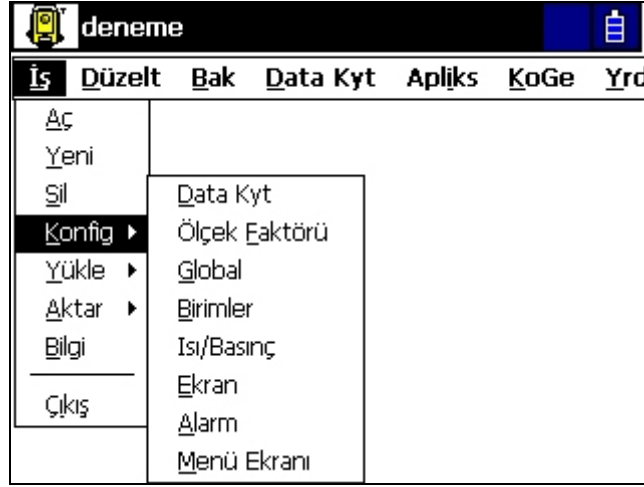 deneme
İş Düzelt Bak Data Kyt Apliks KoGe Yrd
Aç
Yeni
Sil
Konfig
Yükle
Aktar
Bilgi
Çıkış
Data Kyt
Ölçek Faktörü
Global
Birimler
Isı/Basınç
Ekran
Alarm
Menü Ekranı